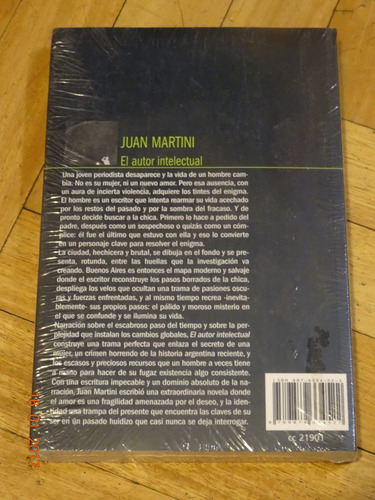 JUAN MARTINI
El autor intelectual
Una joven periodista desaparece y la vida de un hombre cam-
bia. No es su mujer, ni un nuevo amor. Pero esa ausencia, con
un aura de incierta violencia, adquiere los tintes del enigma.
El hombre es un escritor que intenta rearmar su vida acechado
por los restos del pasado y por la sombra del fracaso. Y de
pronto decide buscar a la chica. Primero lo hace a pedido del
padre, después como un sospechoso o quizás como un cóm-
plice: él fue el último que estuvo con ella y eso lo convierte
en un personaje clave para resolver el enigma.
La ciudad, hechicera y brutal, se dibuja en el fondo y se pre-
senta, rotunda, entre las huellas que la investigación va
creando. Buenos Aires es entonces el mapa moderno y salvaje
donde el escritor reconstruye los pasos borrados de la chica,
despliega los velos que ocultan una trama de pasiones oscu-
ras y fuerzas enfrentadas, y al mismo tiempo recrea -inevita-
blemente- sus propios pasos: el pálido y moroso misterio en
el que se confunde y se ilumina su vida.
Narración sobre el escabroso paso del tiempo y sobre la per-
plejidad que instalan los cambios globales, El autor intelectual
construye una trama perfecta que enlaza el secreto de una
mujer, un crimen horrendo de la historia argentina reciente, y
los escasos y preciosos recursos que un hombre a veces tiene
a mano para hacer de su fugaz existencia algo consistente.
Con una escritura impecable y un dominio absoluto de la na-
rración, Juan Martini escribió una extraordinaria novela donde
el amor es una fragilidad amenazada por el deseo, y la iden-
tidad una trampa del presente que encuentra las claves de su
ser en un pasado huidizo que casi nunca se deja interrogar.
cc 21901